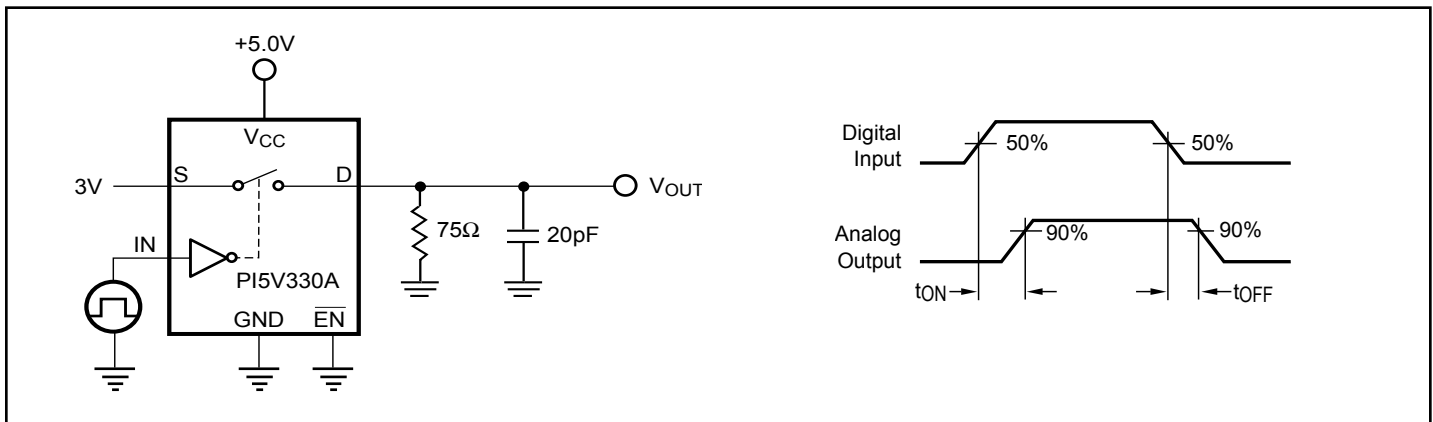 +5.0V
VCC
S
D
3V
VOUT
75Ω
20pF
IN
PI5V330A
GND
EN
Digital
Input
50%
50%
Analog
Output
90%
90%
tON
tOFF